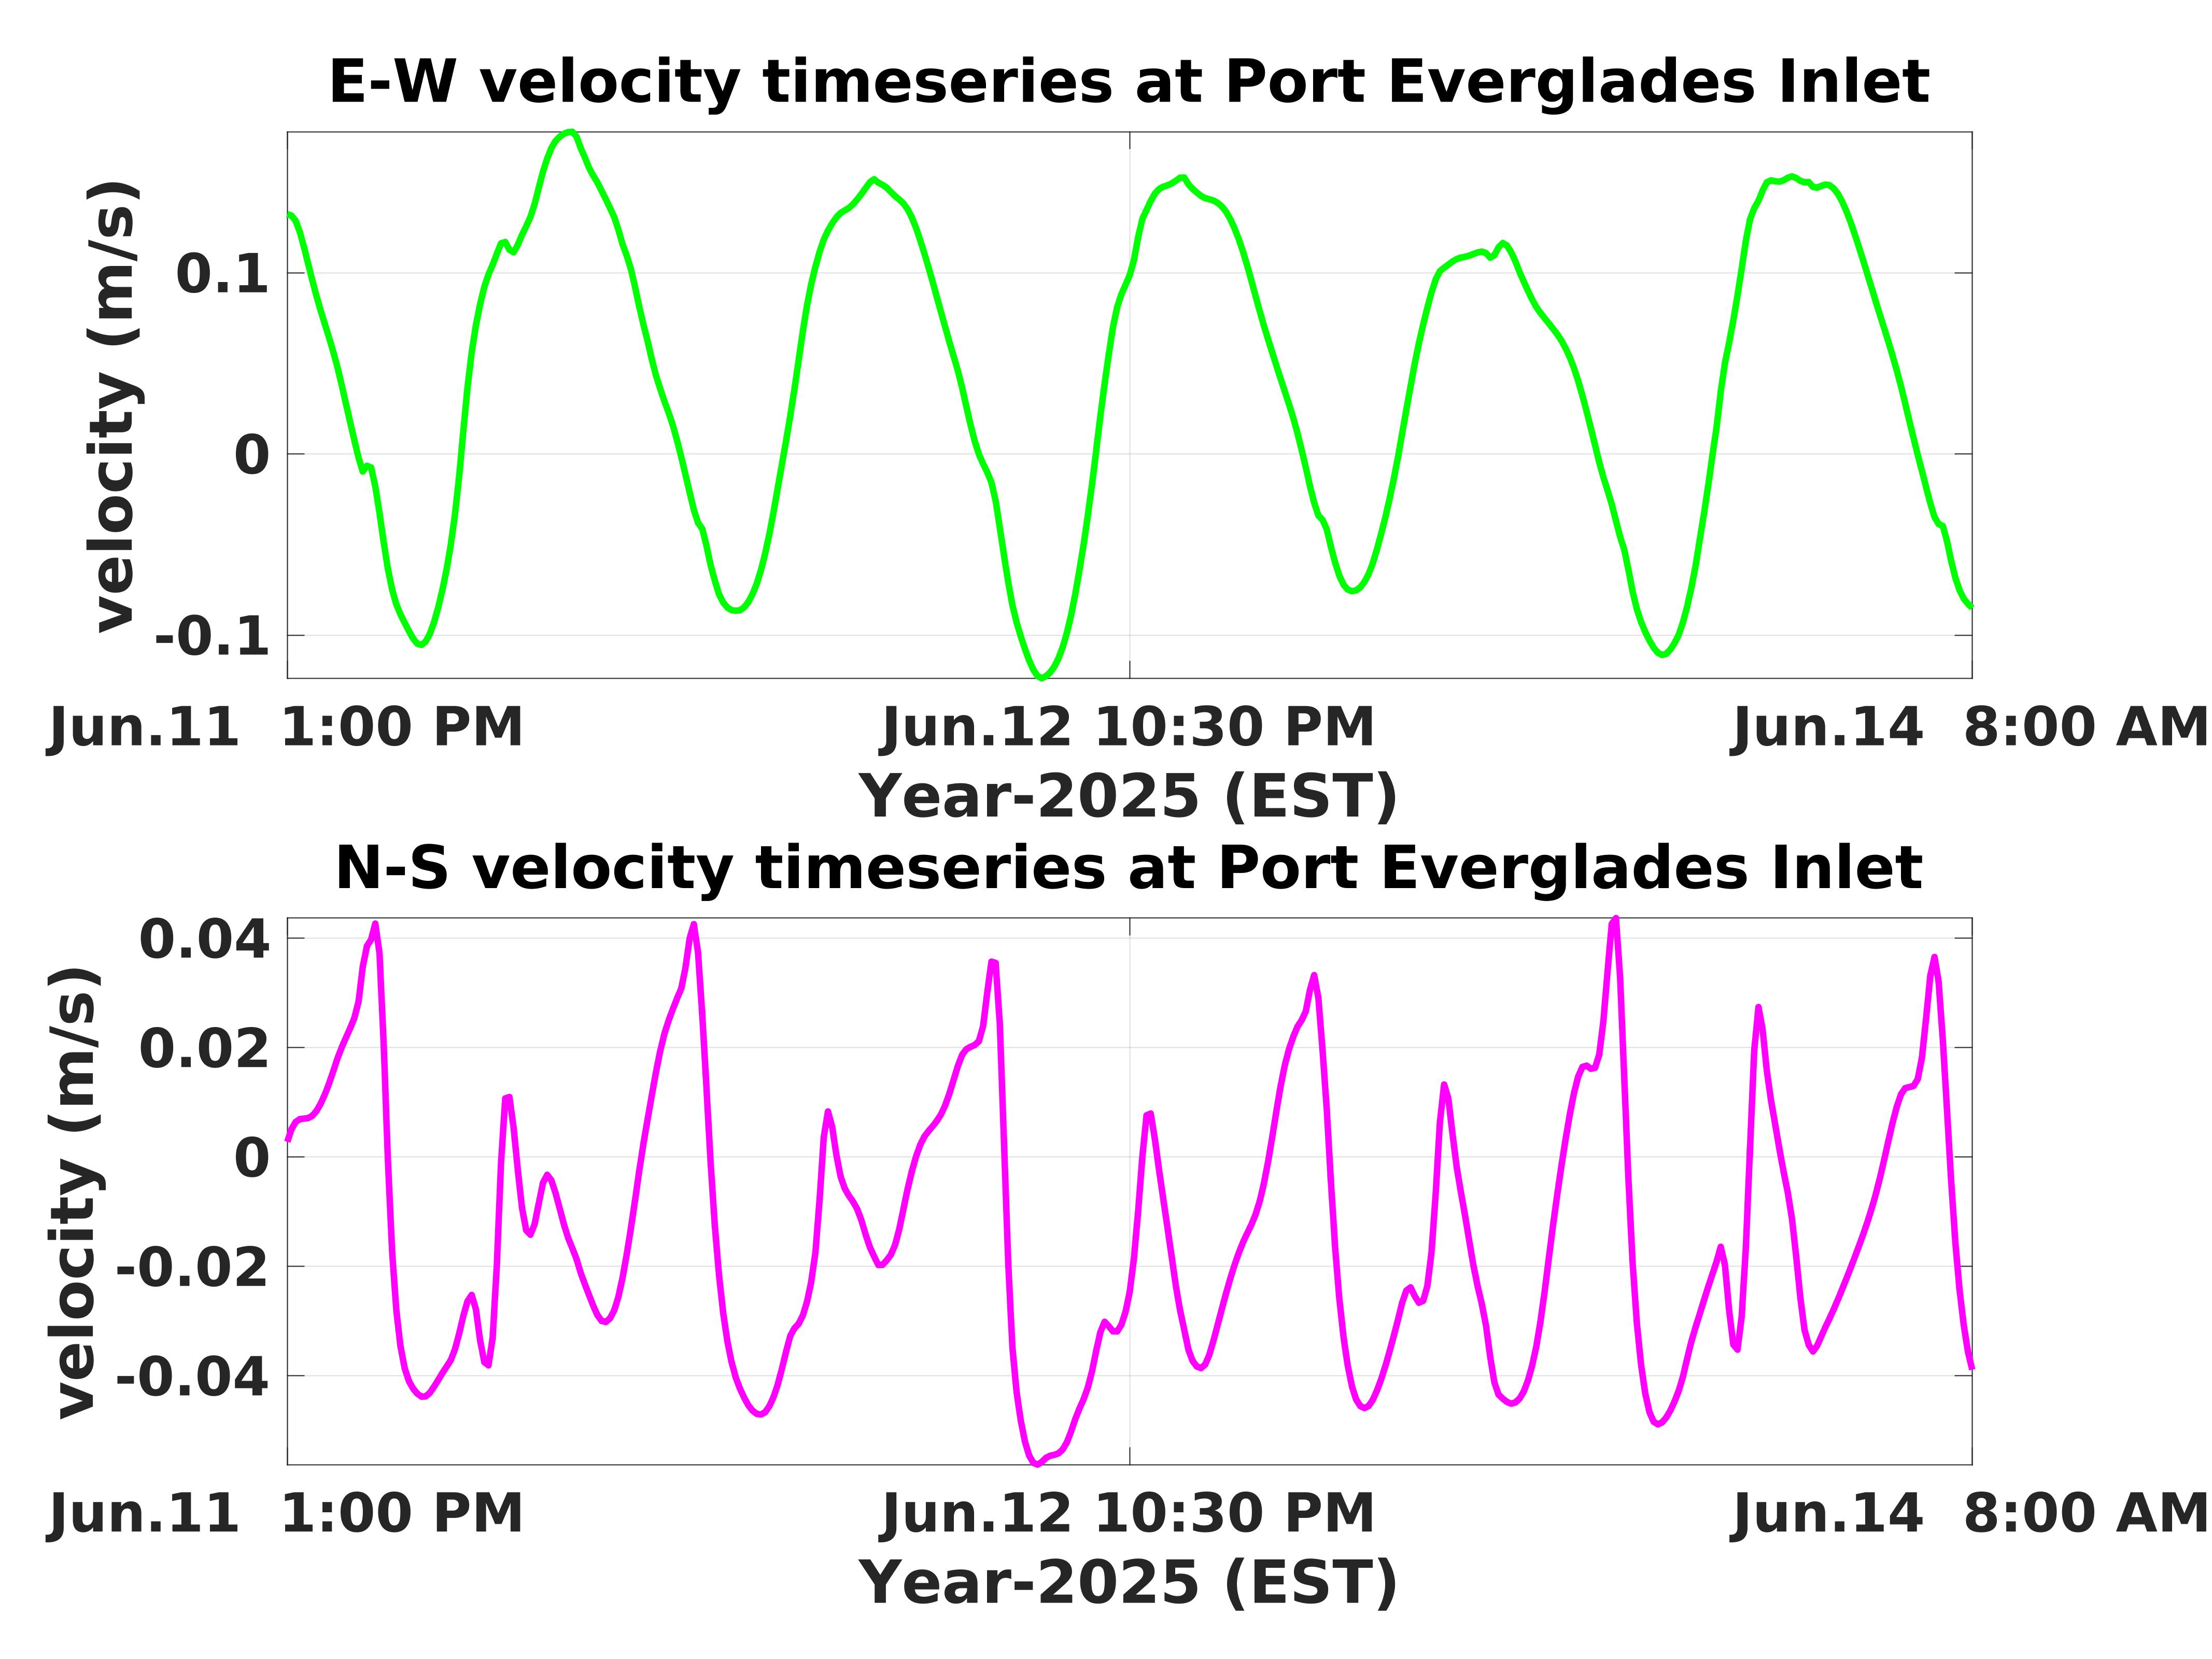 E-W velocity timeseries at Port Everglades Inlet
velocity (m/s)
0.1
0
-0.1
Jun.11  1:00 PM
Jun.12 10:30 PM
Jun.14  8:00 AM
Year-2025 (EST)
N-S velocity timeseries at Port Everglades Inlet
velocity (m/s)
0.04
0.02
0
-0.02
-0.04
Jun.11  1:00 PM
Jun.12 10:30 PM
Jun.14  8:00 AM
Year-2025 (EST)